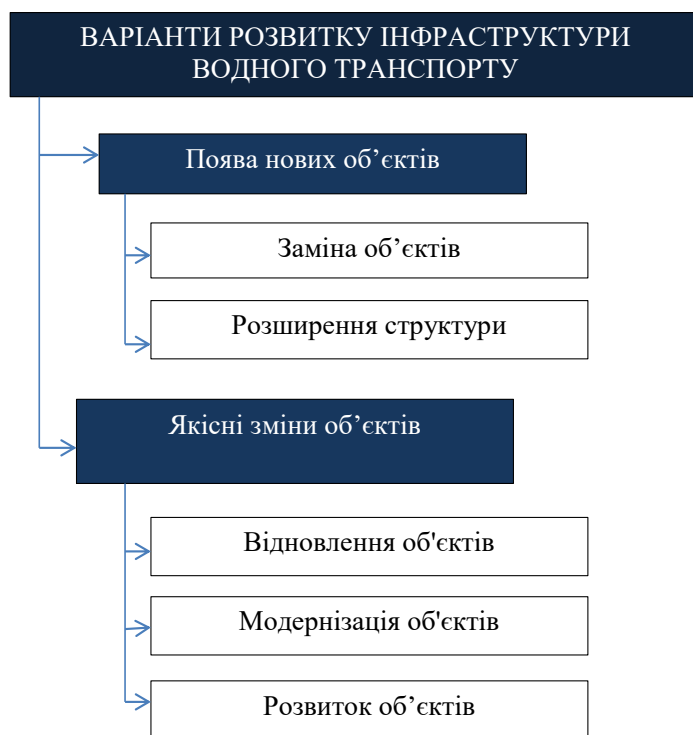 ВАРІАНТИ РОЗВИТКУ ІНФРАСТРУКТУРИ
ВОДНОГО ТРАНСПОРТУ
Поява нових об’єктів
Заміна об’єктів
Розширення структури
Якісні зміни об’єктів
Відновлення об'єктів
Модернізація об'єктів
Розвиток об’єктів